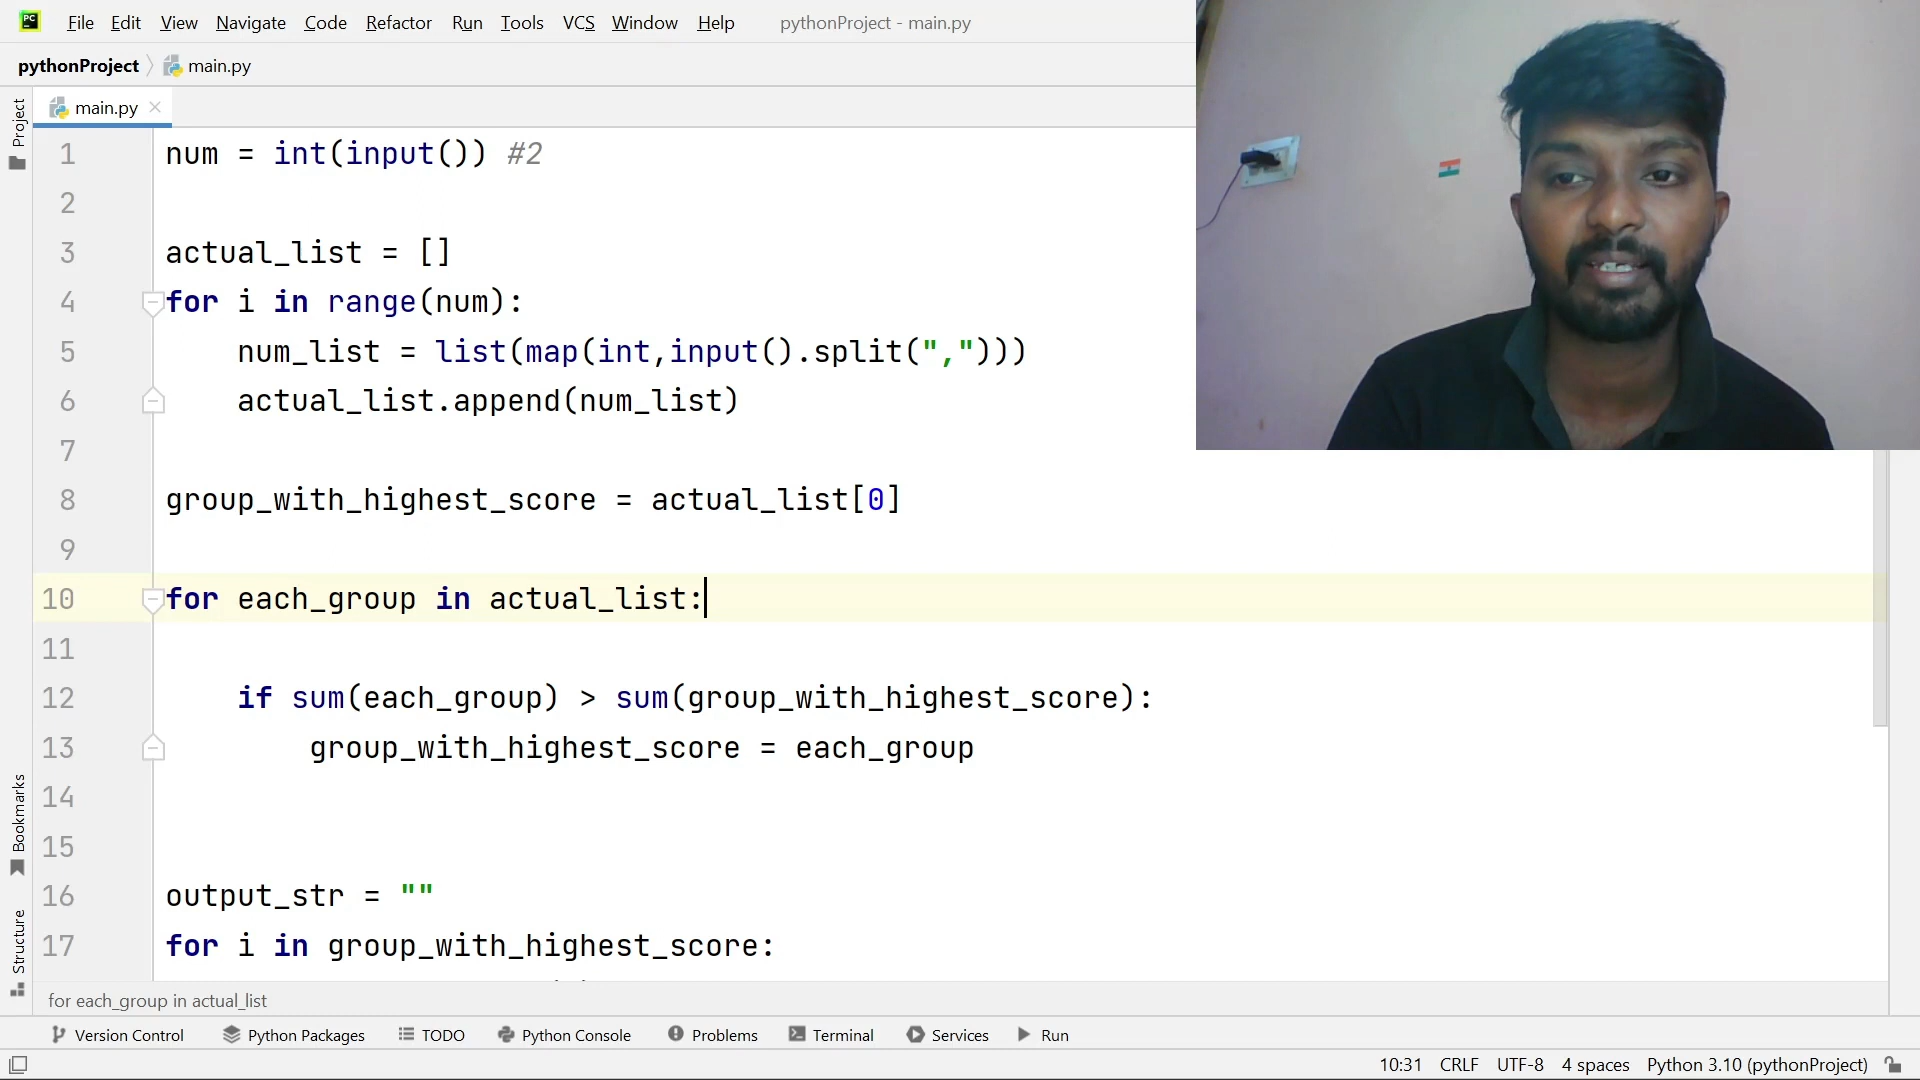 PC File Edit View Navigate Code Refactor Run Tools VCS Window Help pythonProject - main.py
pythonProject main.py
Project
main.py
1 num = int(input()) #2
2
3 actual_list = []
4 for i in range(num):
5 num_list = list(map(int,input().split(",")))
6 actual_list.append(num_list)
7
8 group_with_highest_score = actual_list[0]
9
10 for each_group in actual_list:
11
12 if sum(each_group) > sum(group_with_highest_score):
13 group_with_highest_score = each_group
14
15
16 output_str = ""
17 for i in group_with_highest_score:
Bookmarks
Structure
for each_group in actual_list
Version Control Python Packages TODO Python Console Problems Terminal Services Run
10:31 CRLF UTF-8 4 spaces Python 3.10 (pythonProject)